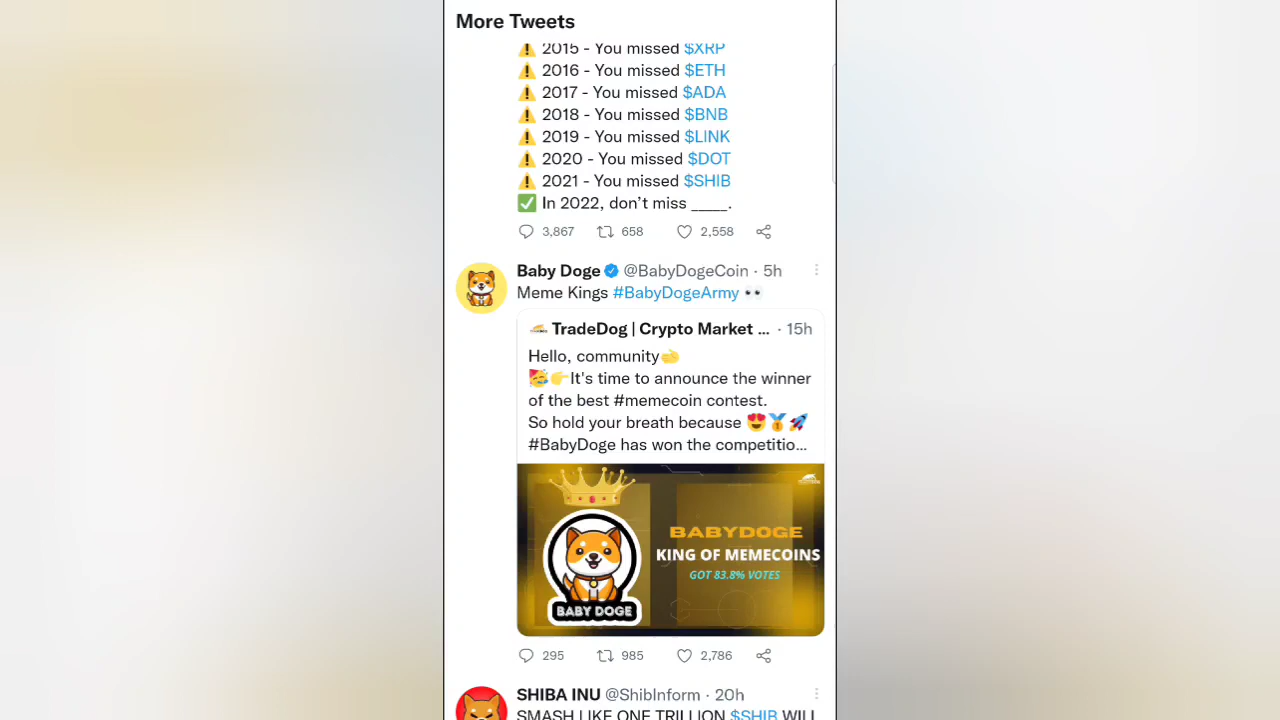 More Tweets
⚠️ 2015 - You missed $XRP
⚠️ 2016 - You missed $ETH
⚠️ 2017 - You missed $ADA
⚠️ 2018 - You missed $BNB
⚠️ 2019 - You missed $LINK
⚠️ 2020 - You missed $DOT
⚠️ 2021 - You missed $SHIB
✅ In 2022, don’t miss _____.
3,867 658 2,558
Baby Doge @BabyDogeCoin · 5h
Meme Kings #BabyDogeArmy 👀
TradeDog | Crypto Market ... · 15h
Hello, community🫴
🥳👉It's time to announce the winner
of the best #memecoin contest.
So hold your breath because 😍🥇🚀
#BabyDoge has won the competitio...
BABYDOGE
KING OF MEMECOINS
GOT 83.8% VOTES
BABY DOGE
295 985 2,786
SHIBA INU @ShibInform · 20h
SMASH LIKE ONE TRILLION $SHIB WILL